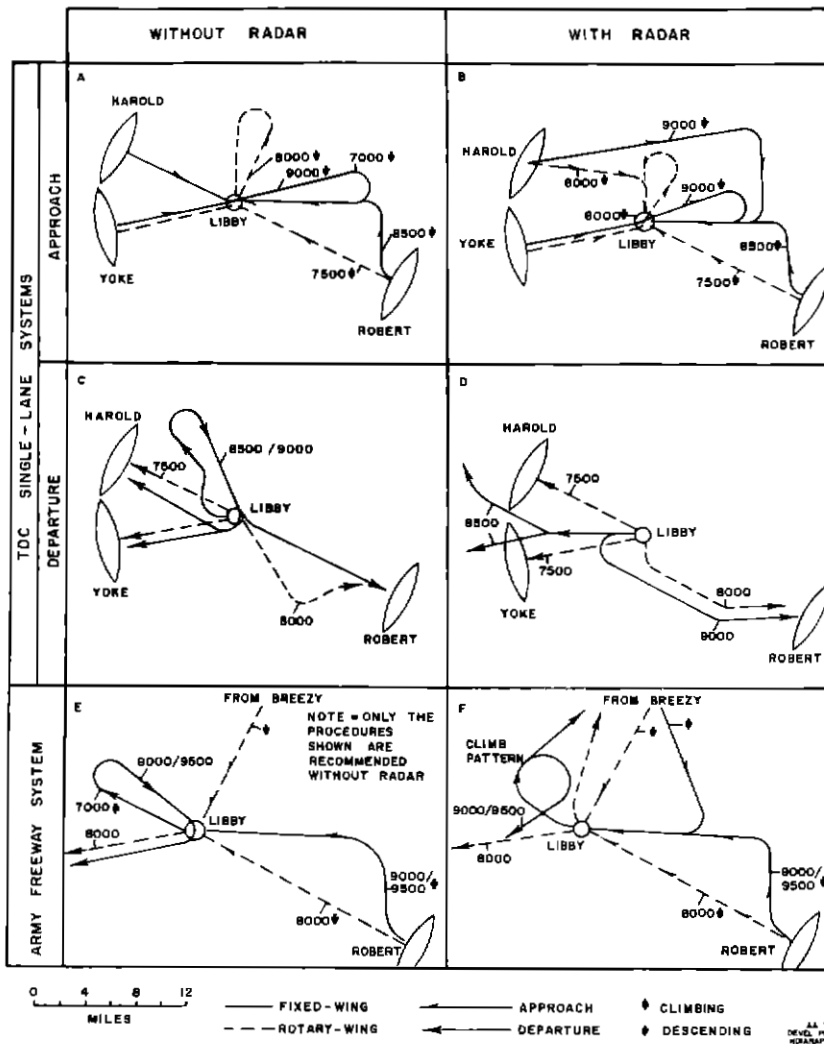 WITHOUT RADAR
WITH RADAR
TDC SINGLE-LANE SYSTEMS
APPROACH
A
HAROLD
8000
9000
7000
LIBBY
YOKE
8500
7500
ROBERT
B
9000
HAROLD
6000
9000
6000
LIBBY
YOKE
8500
7500
ROBERT
DEPARTURE
C
HAROLD
8500/9000
7500
LIBBY
YOKE
8000
ROBERT
D
HAROLD
7500
8500
LIBBY
7500
YOKE
8000
9000
ROBERT
ARMY FREEWAY SYSTEM
E
FROM BREEZY
NOTE = ONLY THE
PROCEDURES
SHOWN ARE
RECOMMENDED
WITHOUT RADAR
9000/9500
7000
LIBBY
8000
9000/
9500
8000
ROBERT
F
FROM BREEZY
CLIMB
PATTERN
9000/9500
LIBBY
8000
9000/
9500
8000
ROBERT
0 6 12
MILES
FIXED-WING
APPROACH
CLIMBING
ROTARY-WING
DEPARTURE
DESCENDING